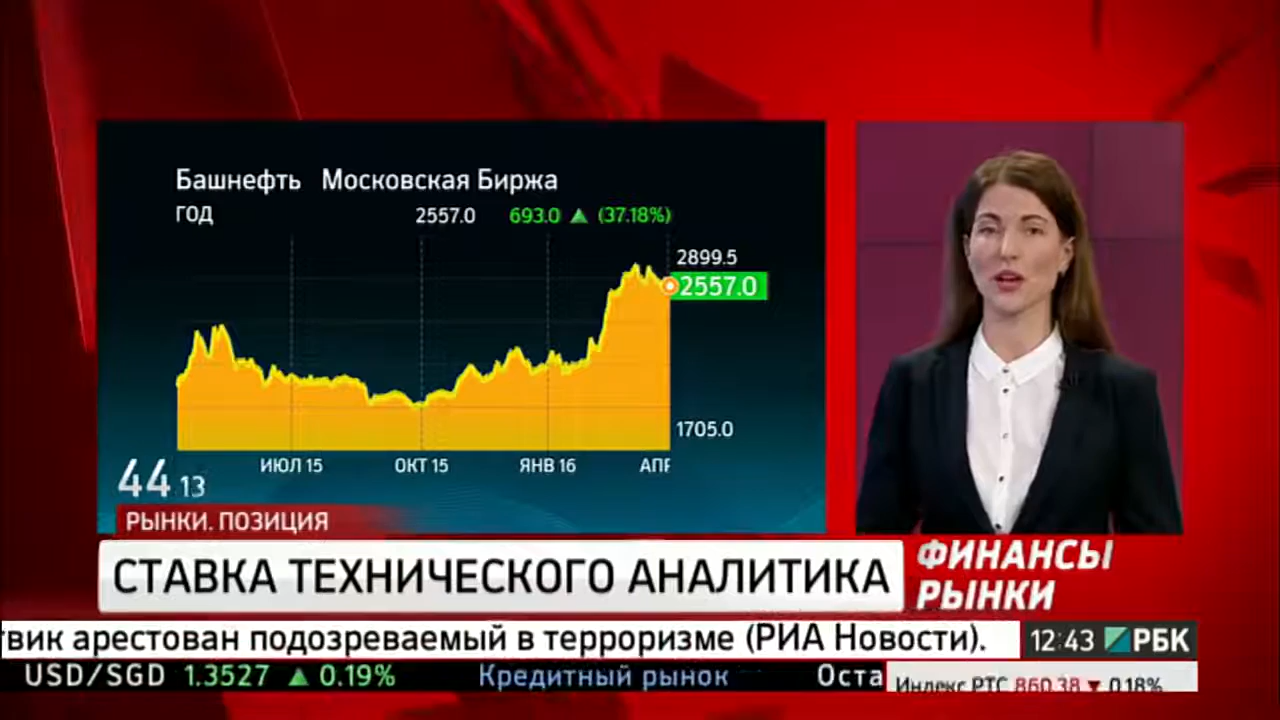 Башнефть Московская Биржа
ГОД 2557.0 693.0 ▲ (37.18%)
2899.5
2557.0
1705.0
ИЮЛ 15 ОКТ 15 ЯНВ 16
44.13
РЫНКИ. ПОЗИЦИЯ
СТАВКА ТЕХНИЧЕСКОГО АНАЛИТИКА
ФИНАНСЫ
РЫНКИ
арестован подозреваемый в терроризме (РИА Новости).
12:43 РБК
USD/SGD 1.3527 ▲ 0.19% Кредитный рынок Оста
Индекс РТС 860.38 ▼ 0.18%